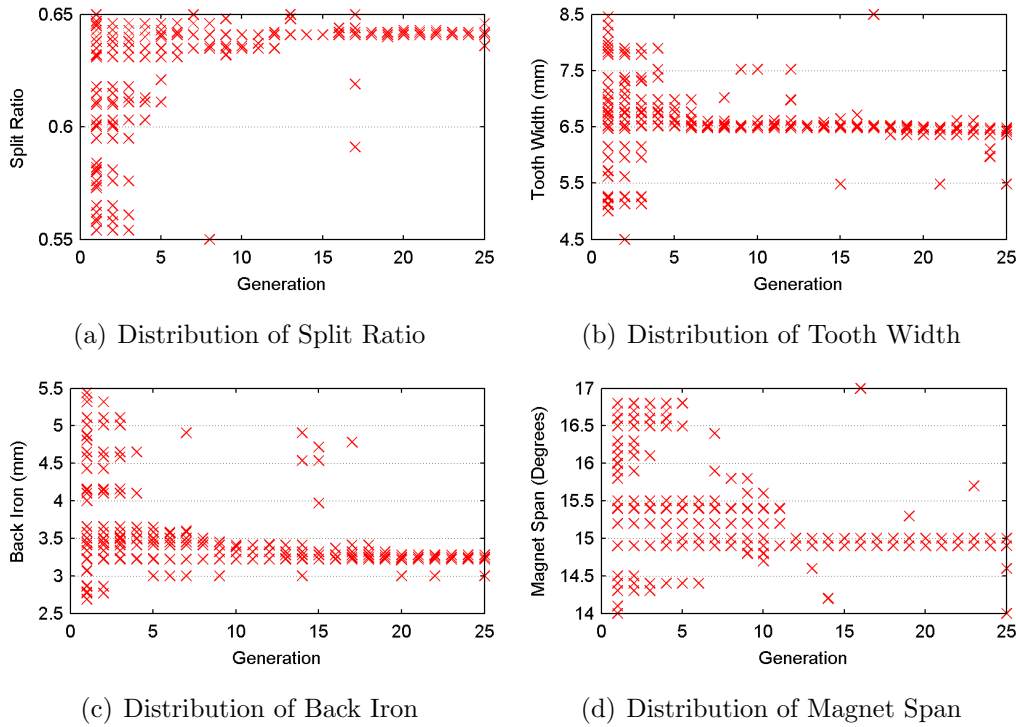 0.65
0.6
0.55
Split Ratio
0 5 10 15 20 25
Generation
(a) Distribution of Split Ratio
8.5
7.5
6.5
5.5
4.5
Tooth Width (mm)
0 5 10 15 20 25
Generation
(b) Distribution of Tooth Width
5.5
5
4.5
4
3.5
3
2.5
Back Iron (mm)
0 5 10 15 20 25
Generation
(c) Distribution of Back Iron
17
16.5
16
15.5
15
14.5
14
Magnet Span (Degrees)
0 5 10 15 20 25
Generation
(d) Distribution of Magnet Span